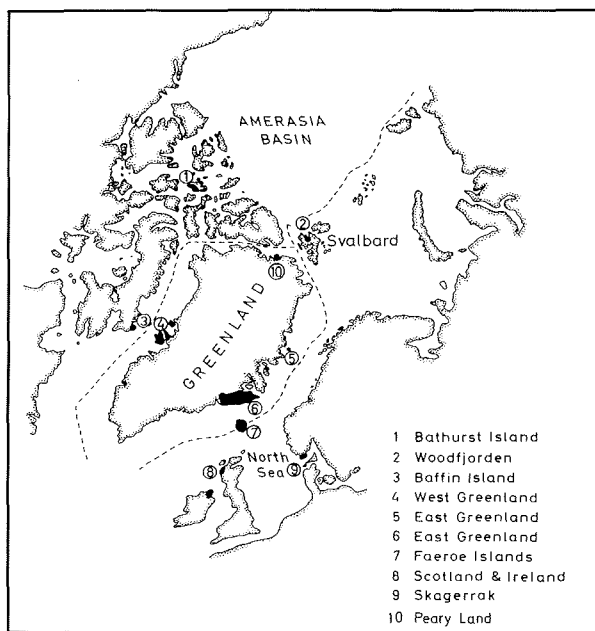 AMERASIA
BASIN
1
2
Svalbard
10
3
4
GREENLAND
5
6
7
North
Sea
8
9
1 Bathurst Island
2 Woodfjorden
3 Baffin Island
4 West Greenland
5 East Greenland
6 East Greenland
7 Faeroe Islands
8 Scotland & Ireland
9 Skagerrak
10 Peary Land